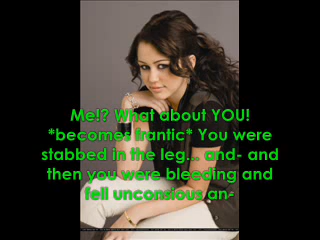 Me!? What about YOU!
*becomes frantic* You were
stabbed in the leg... and- and
then you were bleeding and
fell unconsious an-